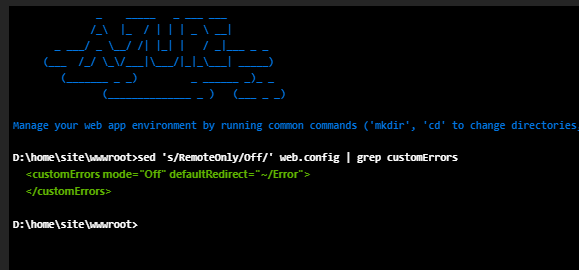 Manage your web app environment by running common commands ('mkdir', 'cd' to change directories,
D:\home\site\wwwroot>sed 's/RemoteOnly/Off/' web.config | grep customErrors
<customErrors mode="Off" defaultRedirect="~/Error">
</customErrors>
D:\home\site\wwwroot>